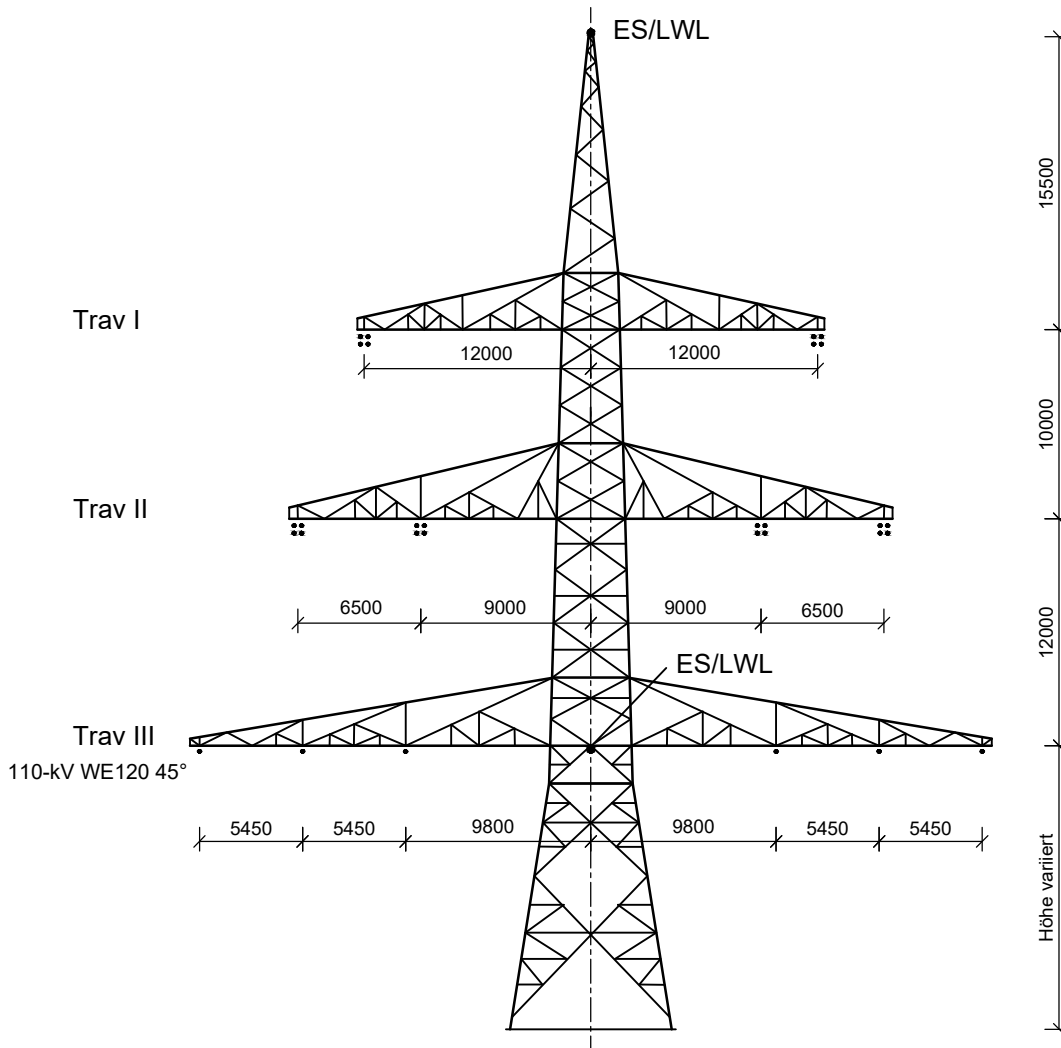 ES/LWL
15500
Trav I
12000 12000
10000
Trav II
6500 9000 9000 6500
12000
ES/LWL
Trav III
110-kV WE120 45°
5450 5450 9800 9800 5450 5450
Höhe variiert